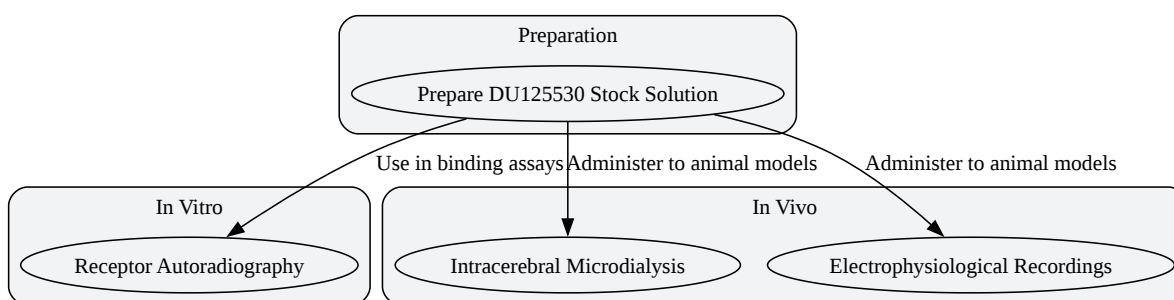 Preparation
Prepare DU125530 Stock Solution
Use in binding assays
Administer to animal models
Administer to animal models
In Vitro
In Vivo
Receptor Autoradiography
Intracerebral Microdialysis
Electrophysiological Recordings